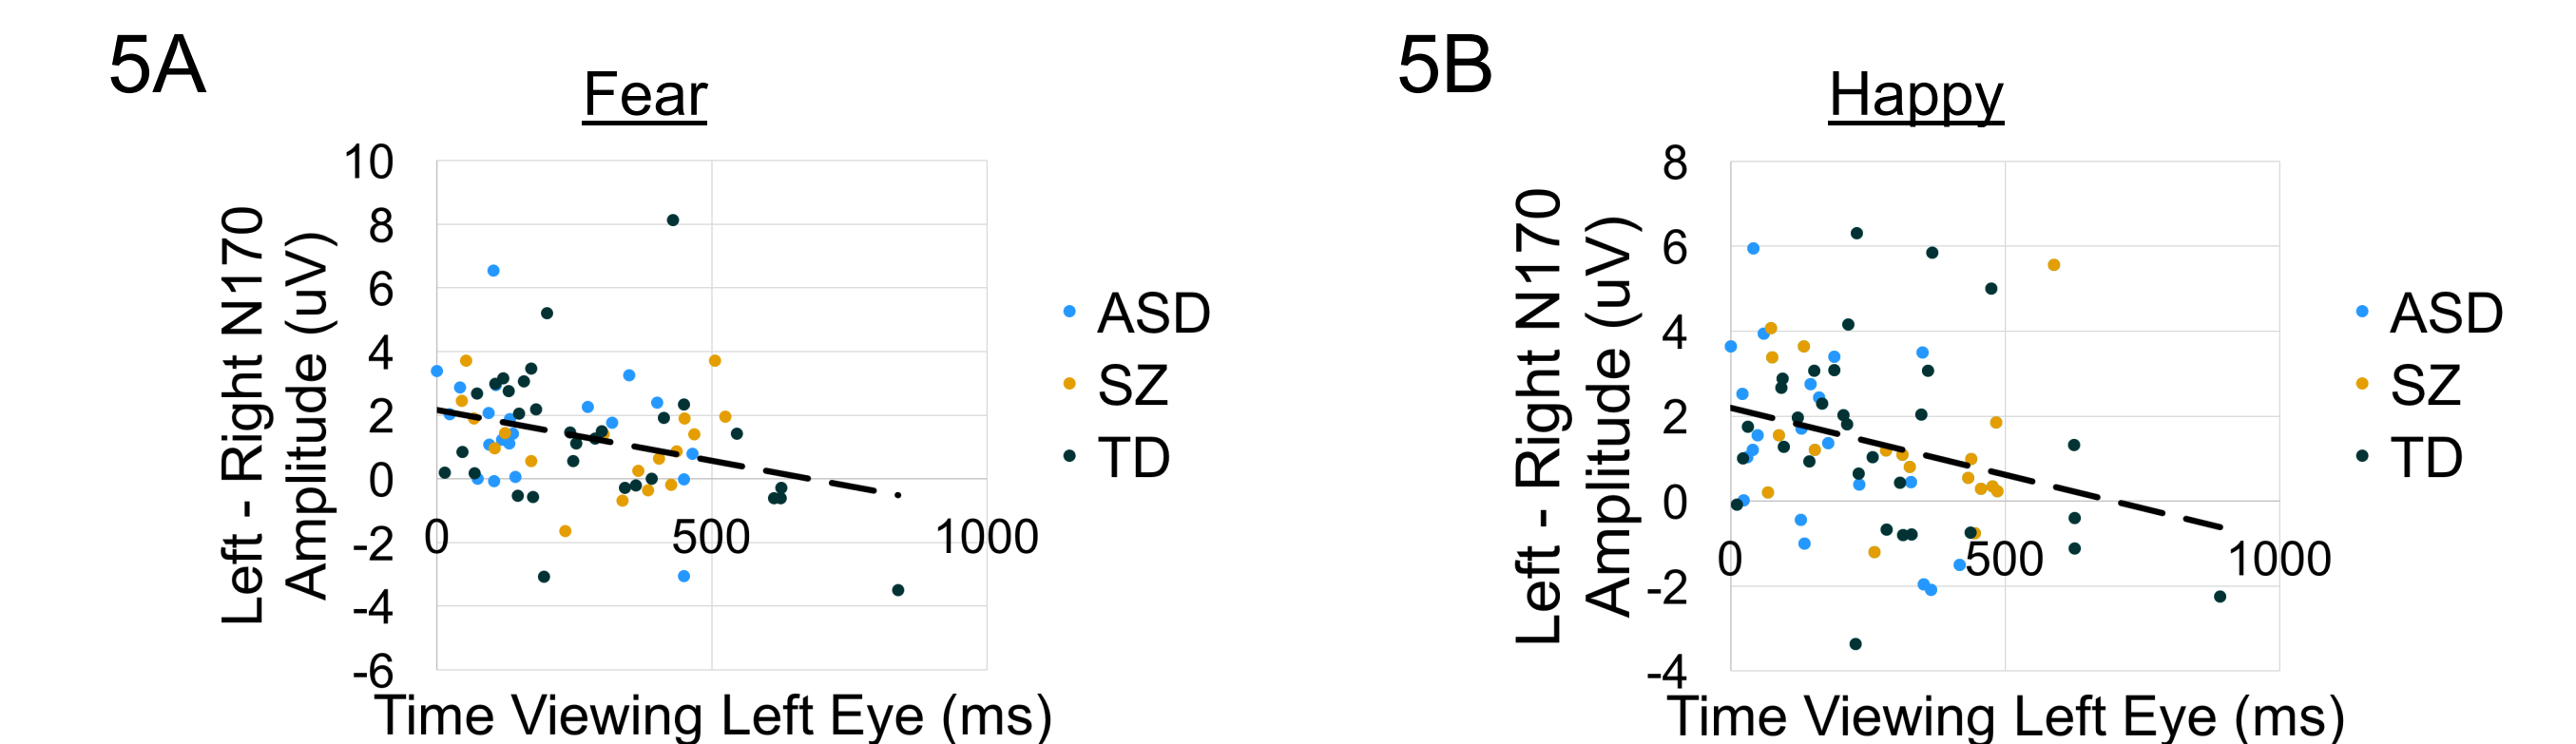 5A
Fear
10
8
6
4
2
0
-2
-4
-6
0 500 1000
Left - Right N170
Amplitude (uV)
Time Viewing Left Eye (ms)
ASD
SZ
TD
5B
Happy
8
6
4
2
0
-2
-4
0 500 1000
Left - Right N170
Amplitude (uV)
Time Viewing Left Eye (ms)
ASD
SZ
TD